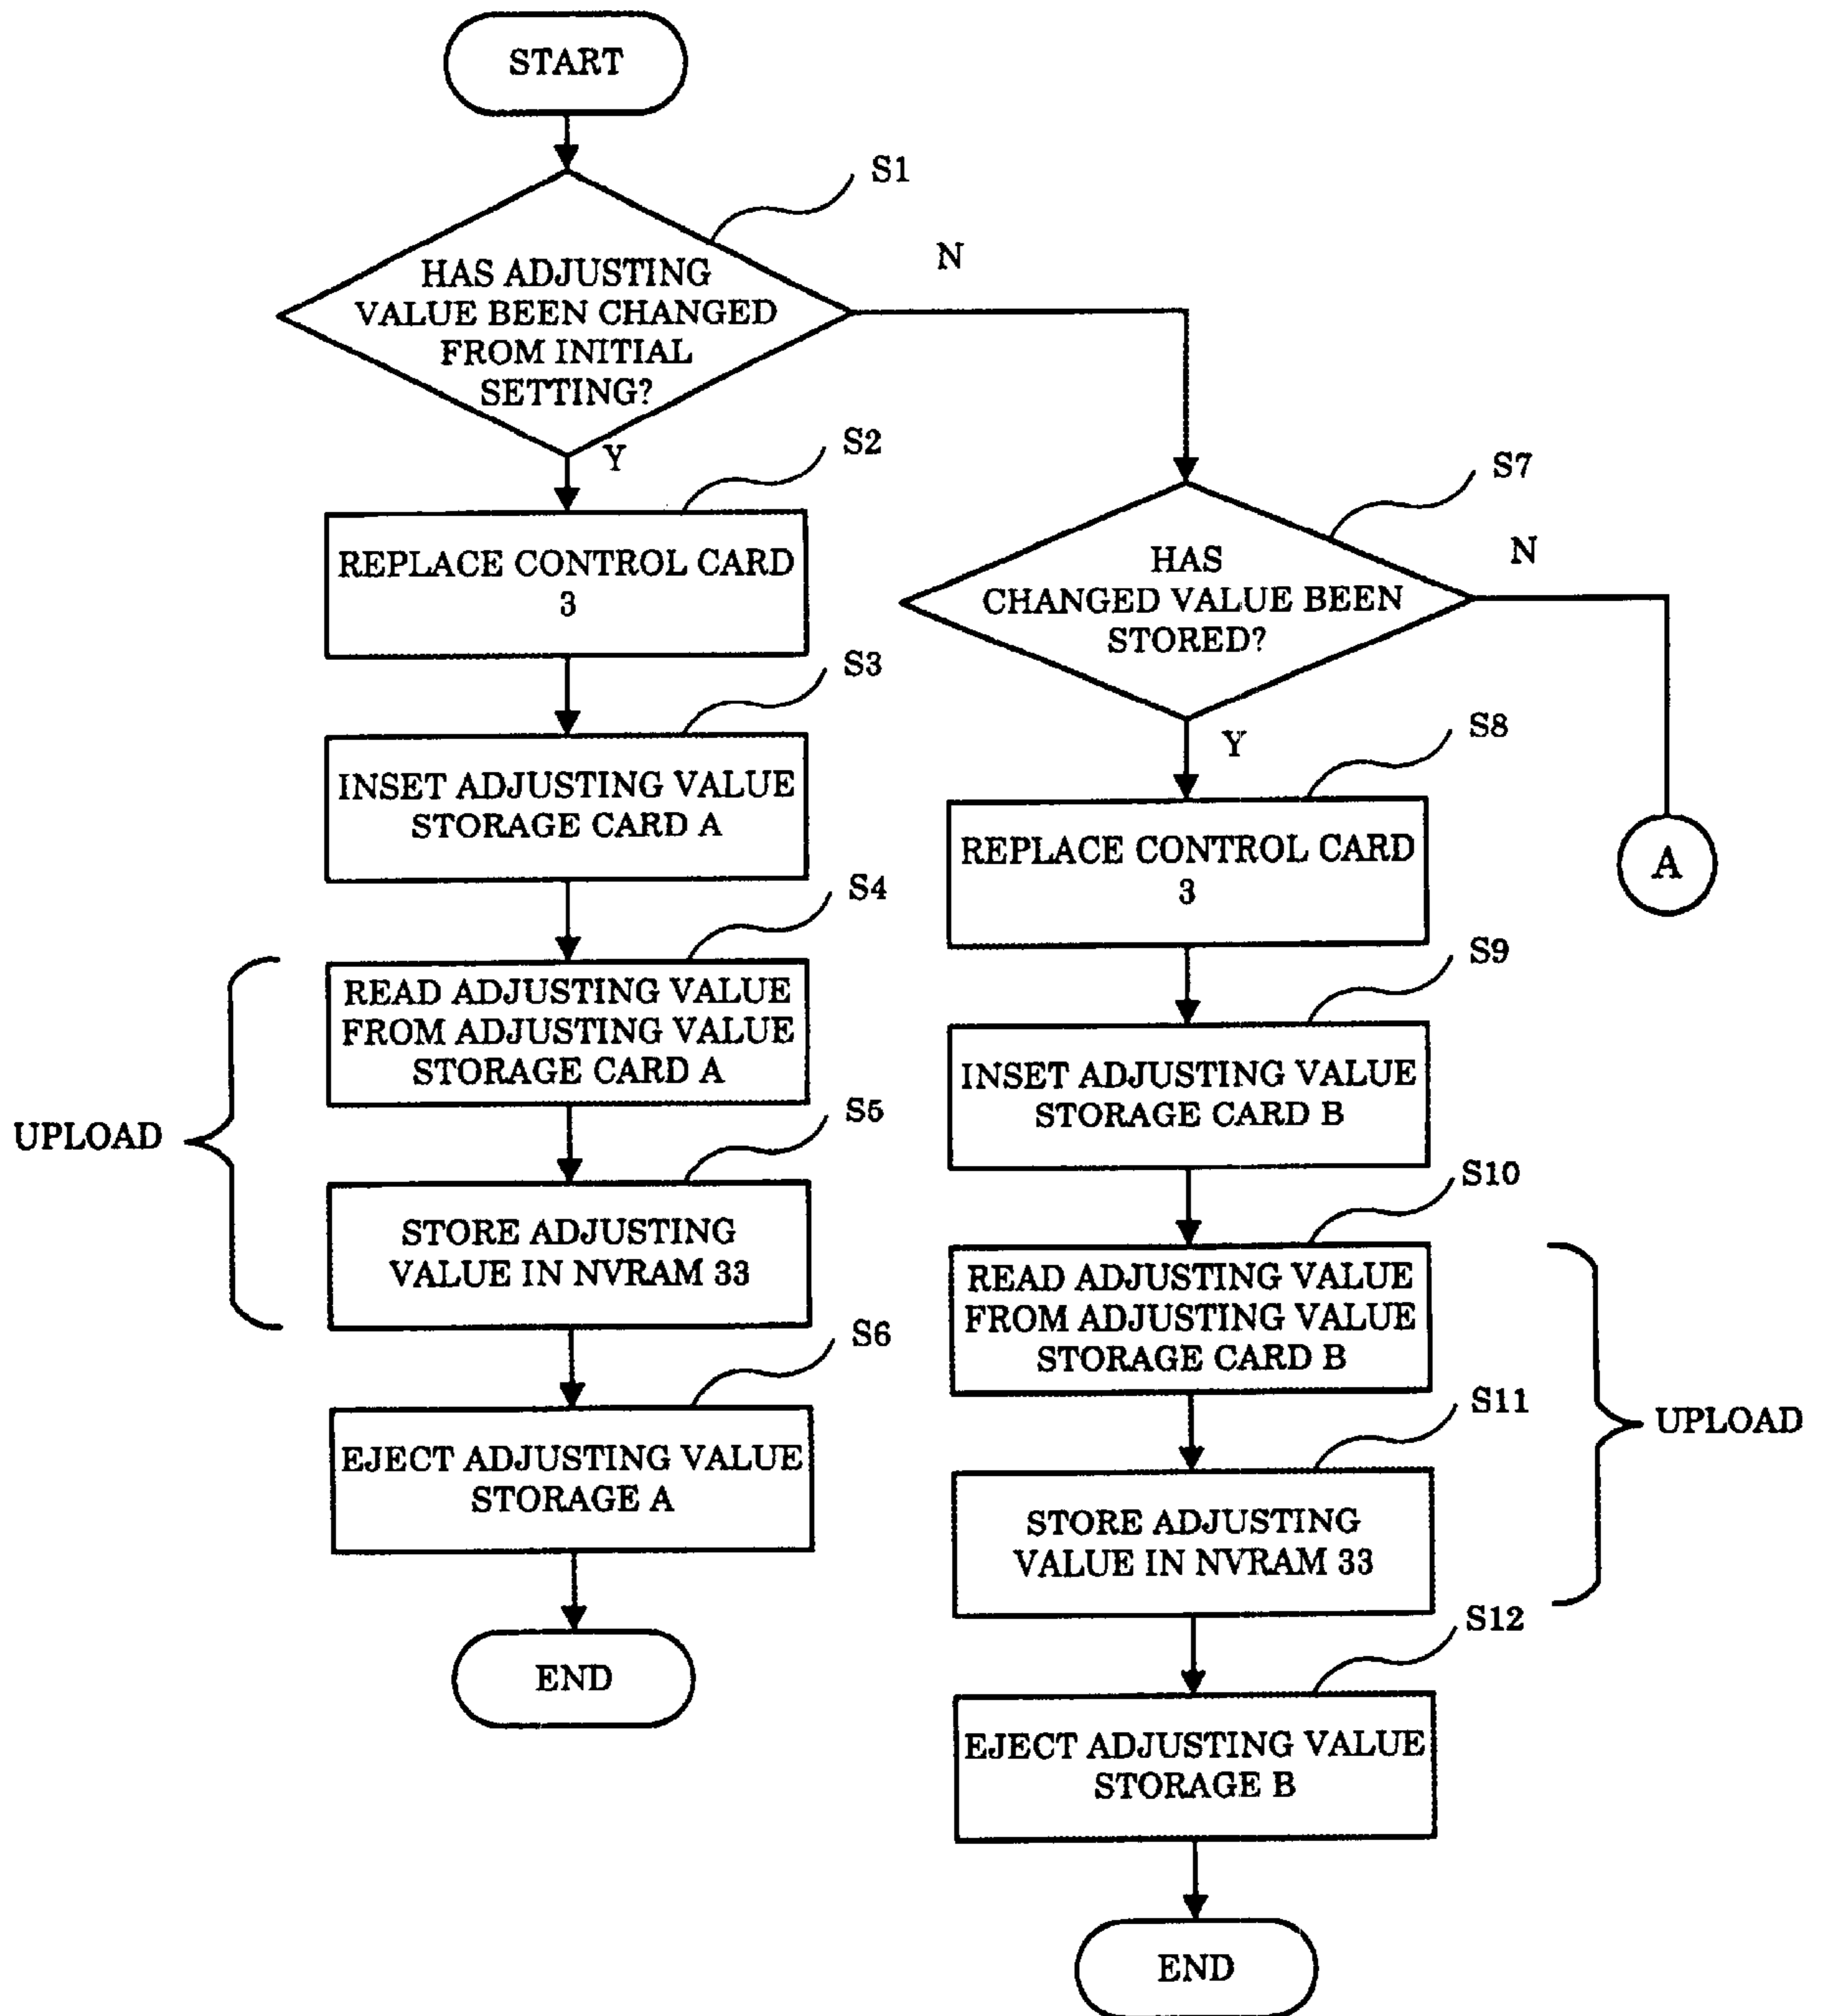 START
S1
HAS ADJUSTING
VALUE BEEN CHANGED
FROM INITIAL
SETTING?
N
Y
S2
REPLACE CONTROL CARD
3
S3
INSET ADJUSTING VALUE
STORAGE CARD A
S4
READ ADJUSTING VALUE
FROM ADJUSTING VALUE
STORAGE CARD A
UPLOAD
S5
STORE ADJUSTING
VALUE IN NVRAM 33
S6
EJECT ADJUSTING VALUE
STORAGE A
END
S7
HAS
CHANGED VALUE BEEN
STORED?
N
A
Y
S8
REPLACE CONTROL CARD
3
S9
INSET ADJUSTING VALUE
STORAGE CARD B
S10
READ ADJUSTING VALUE
FROM ADJUSTING VALUE
STORAGE CARD B
UPLOAD
S11
STORE ADJUSTING
VALUE IN NVRAM 33
S12
EJECT ADJUSTING VALUE
STORAGE B
END